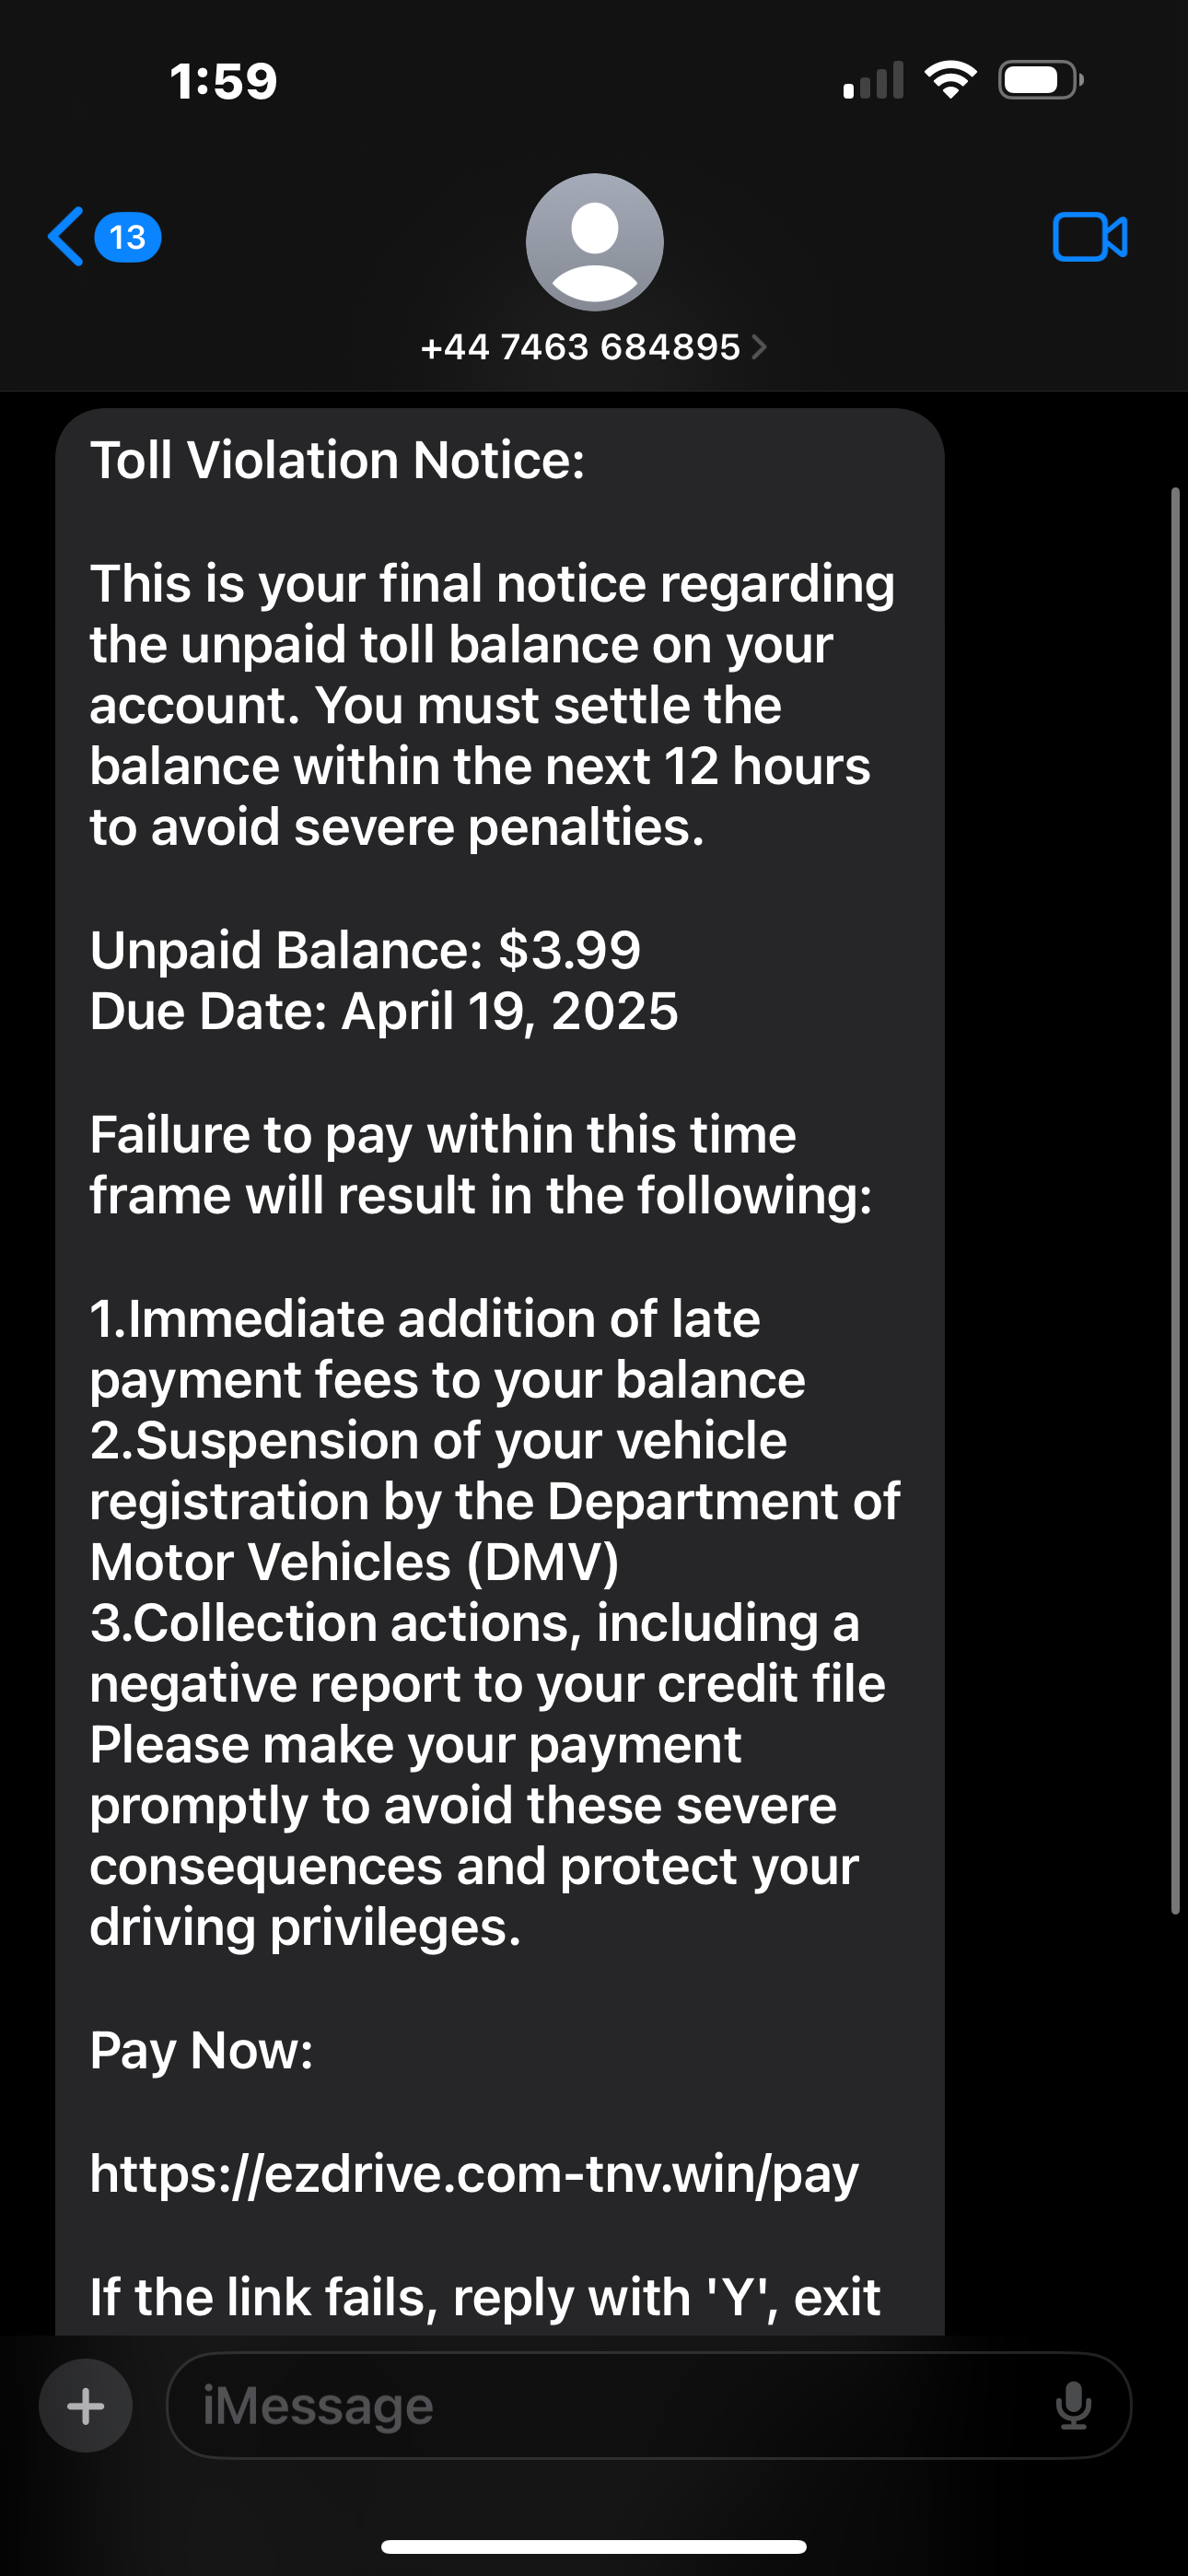 1:59
13
+44 7463 684895
Toll Violation Notice:
This is your final notice regarding
the unpaid toll balance on your
account. You must settle the
balance within the next 12 hours
to avoid severe penalties.
Unpaid Balance: $3.99
Due Date: April 19, 2025
Failure to pay within this time
frame will result in the following:
1.Immediate addition of late
payment fees to your balance
2.Suspension of your vehicle
registration by the Department of
Motor Vehicles (DMV)
3.Collection actions, including a
negative report to your credit file
Please make your payment
promptly to avoid these severe
consequences and protect your
driving privileges.
Pay Now:
https://ezdrive.com-tnv.win/pay
If the link fails, reply with 'Y', exit
iMessage